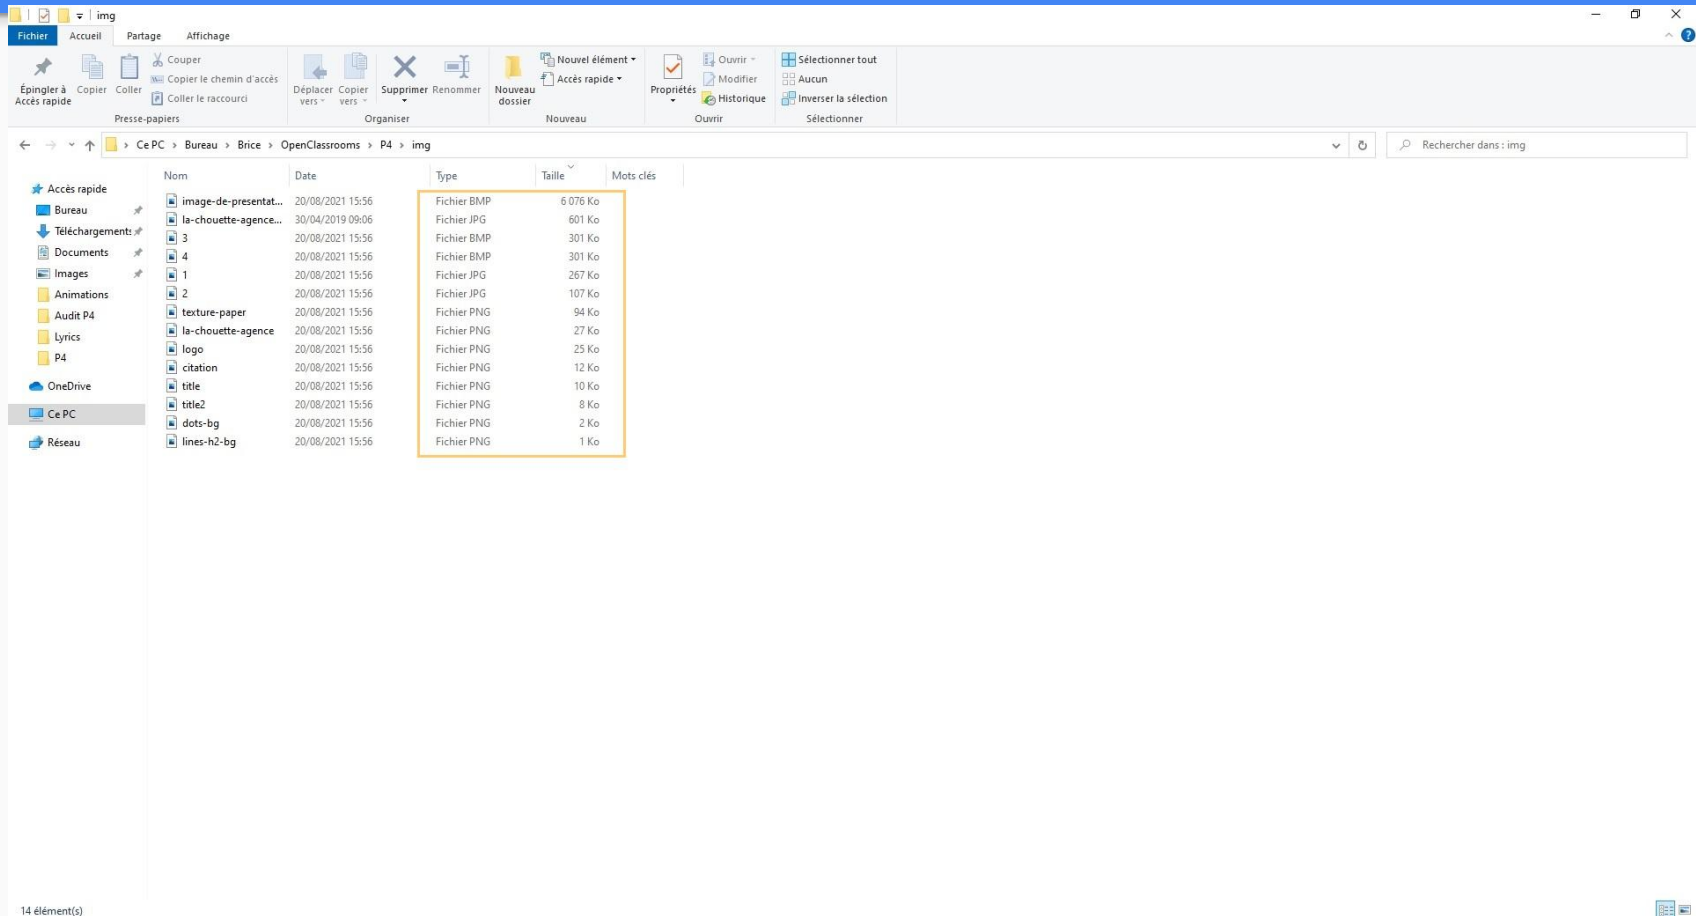 img
Fichier Accueil Partage Affichage
Épingler à Accès rapide
Copier
Coller
Couper
Copier le chemin d'accès
Coller le raccourci
Presse-papiers
Déplacer vers
Copier vers
Supprimer
Renommer
Organiser
Nouveau dossier
Nouvel élément
Accès rapide
Nouveau
Propriétés
Ouvrir
Modifier
Historique
Ouvrir
Sélectionner tout
Aucun
Inverser la sélection
Sélectionner
Ce PC > Bureau > Brice > OpenClassrooms > P4 > img
Rechercher dans : img
Accès rapide
Bureau
Téléchargements
Documents
Images
Animations
Audit P4
Lyrics
P4
OneDrive
Ce PC
Réseau
Nom Date Type Taille Mots clés
image-de-presentat... 20/08/2021 15:56 Fichier BMP 6 076 Ko
la-chouette-agence... 30/04/2019 09:06 Fichier JPG 601 Ko
3 20/08/2021 15:56 Fichier BMP 301 Ko
4 20/08/2021 15:56 Fichier BMP 301 Ko
1 20/08/2021 15:56 Fichier JPG 267 Ko
2 20/08/2021 15:56 Fichier JPG 107 Ko
texture-paper 20/08/2021 15:56 Fichier PNG 94 Ko
la-chouette-agence 20/08/2021 15:56 Fichier PNG 27 Ko
logo 20/08/2021 15:56 Fichier PNG 25 Ko
citation 20/08/2021 15:56 Fichier PNG 12 Ko
title 20/08/2021 15:56 Fichier PNG 10 Ko
title2 20/08/2021 15:56 Fichier PNG 8 Ko
dots-bg 20/08/2021 15:56 Fichier PNG 2 Ko
lines-h2-bg 20/08/2021 15:56 Fichier PNG 1 Ko
14 élément(s)